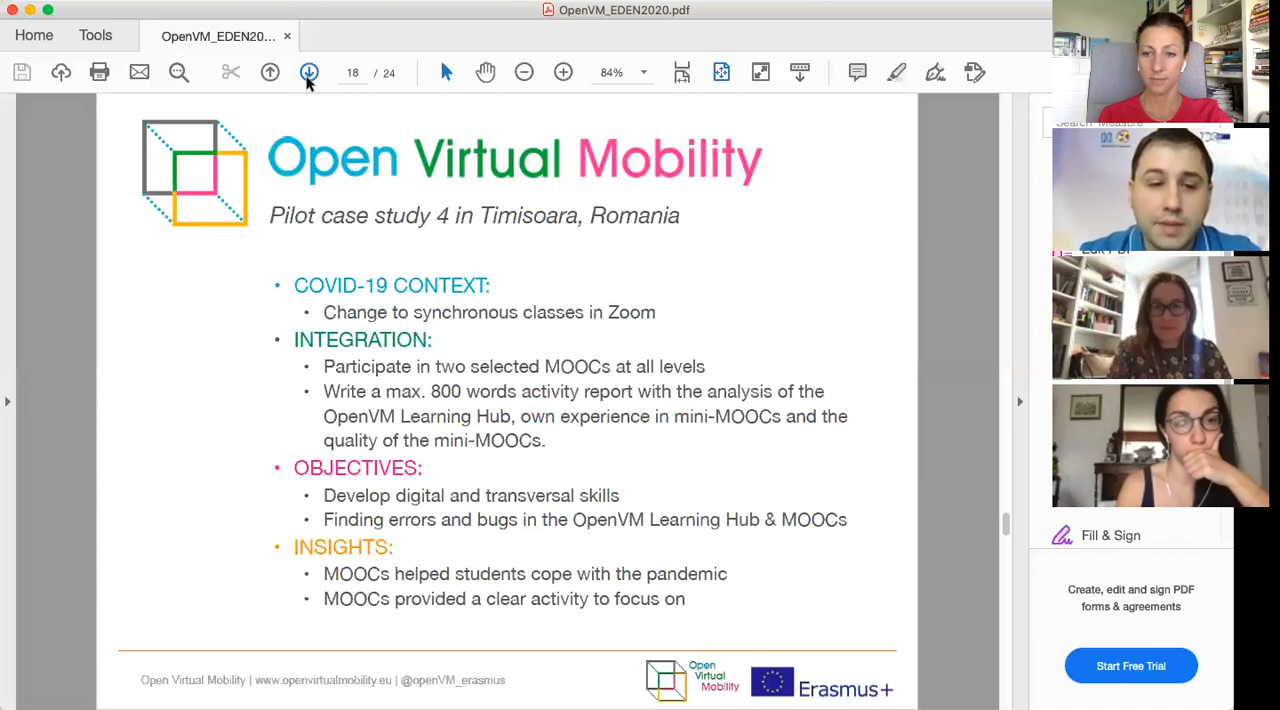 OpenVM_EDEN2020.pdf
Home
Tools
OpenVM_EDEN20...
×
18 / 24
84%
Open Virtual Mobility
Pilot case study 4 in Timisoara, Romania
• COVID-19 CONTEXT:
• Change to synchronous classes in Zoom
• INTEGRATION:
• Participate in two selected MOOCs at all levels
• Write a max. 800 words activity report with the analysis of the
OpenVM Learning Hub, own experience in mini-MOOCs and the
quality of the mini-MOOCs.
• OBJECTIVES:
• Develop digital and transversal skills
• Finding errors and bugs in the OpenVM Learning Hub & MOOCs
• INSIGHTS:
• MOOCs helped students cope with the pandemic
• MOOCs provided a clear activity to focus on
Open Virtual Mobility | www.openvirtualmobility.eu | @openVM_erasmus
Open
Virtual
Mobility
Erasmus+
Fill & Sign
Create, edit and sign PDF
forms & agreements
Start Free Trial